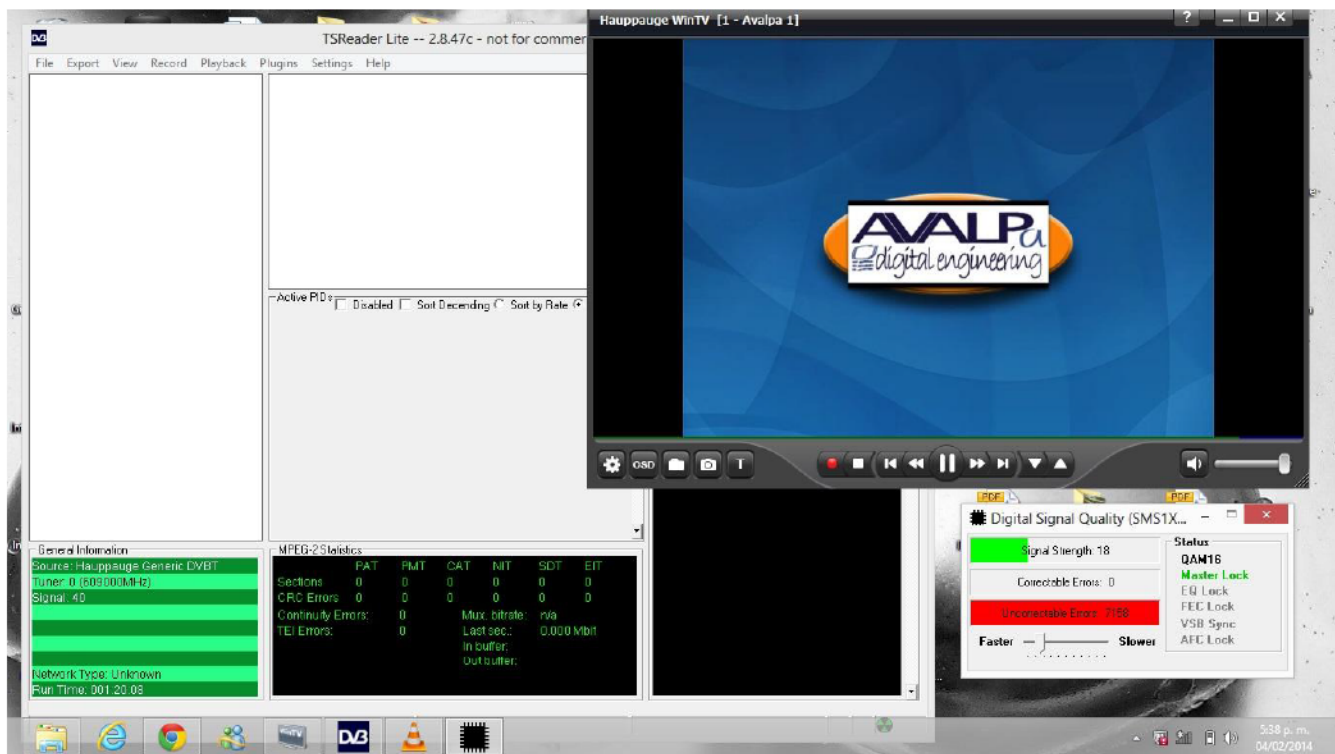 Hauppauge WinTV [1 - Avalpa 1]
TSReader Lite -- 2.8.47c - not for commer
File Export View Record Playback Plugins Settings Help
AVALPa
digital engineering
Active PIDs Disabled Sort Decending Sort by Rate
OSD T
PDF PDF
Digital Signal Quality (SMS1X...
Signal Strength: 18
Correctable Errors: 0
Uncorrectable Errors: 7158
Faster Slower
Status
QAM16
Master Lock
EQ Lock
FEC Lock
VSB Sync
AFC Lock
General Information
Source: Hauppauge Generic DVBT
Tuner: 0 (609000MHz)
Signal: 40
Network Type: Unknown
Run Time: 001:20:08
MPEG-2 Statistics
PAT PMT CAT NIT SDT EIT
Sections 0 0 0 0 0 0
CRC Errors 0 0 0 0 0 0
Continuity Errors: 0 Mux. bitrate: n/a
TEI Errors: 0 Last sec.: 0.000 Mbit
In buffer:
Out buffer:
WinTV DVB
5:38 p. m.
04/02/2014